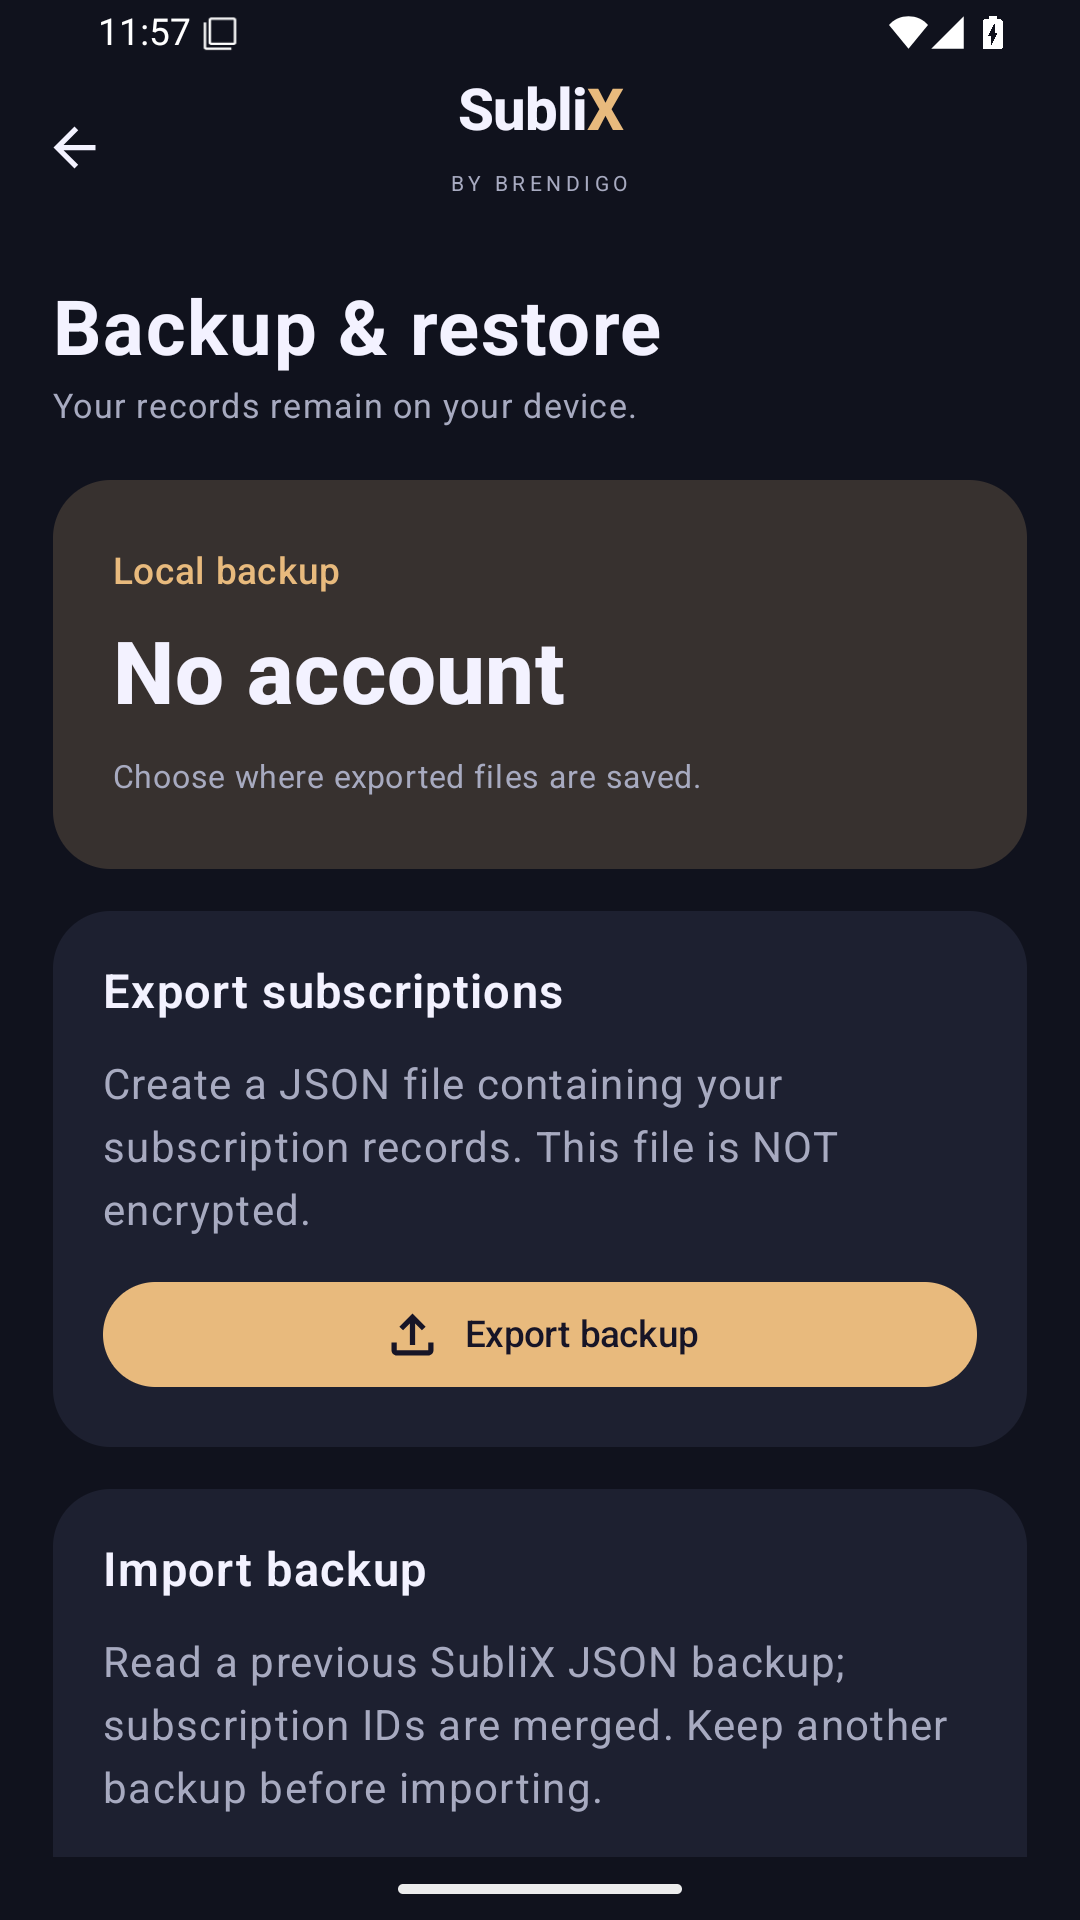 11:57
SubliX
BY BRENDIGO
Backup & restore
Your records remain on your device.
Local backup
No account
Choose where exported files are saved.
Export subscriptions
Create a JSON file containing your
subscription records. This file is NOT
encrypted.
Export backup
Import backup
Read a previous SubliX JSON backup;
subscription IDs are merged. Keep another
backup before importing.